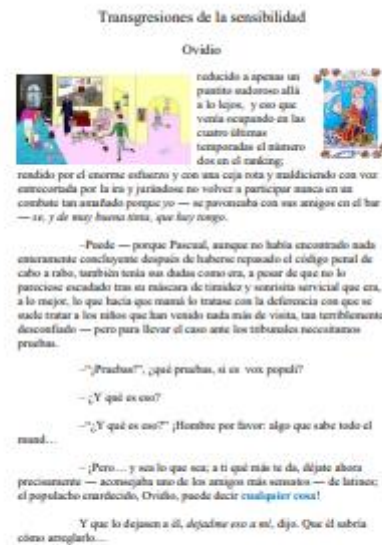 Transgresiones de la sensibilidad
Ovidio
reducido a apenas un
puntito sudoroso allá
a lo lejos, y eso que
venía ocupando en las
cuatro últimas
temporadas el número
dos en el ranking;
rendido por el enorme esfuerzo y con una ceja rota y maldiciendo con voz
entrecortada por la ira y jurándose no volver a participar nunca en un
combate tan amañado porque yo — se pavoneaba con sus amigos en el bar
— se, y de muy buena tinta, que hay tongo.
–Puede — porque Pascual, aunque no había encontrado nada
enteramente concluyente después de haberse repasado el código penal de
cabo a rabo, también tenía sus dudas como era, a pesar de que no lo
pareciese escudado tras su máscara de timidez y sonrisita servicial que era,
a lo mejor, lo que hacía que mamá lo tratase con la deferencia con que se
suele tratar a los niños que han venido nada más de visita, tan terriblemente
desconfiado — pero para llevar el caso ante los tribunales necesitamos
pruebas.
–“¡Pruebas!”, ¿qué pruebas, si es vox populi?
– ¿Y qué es eso?
–“¿Y qué es eso?” ¡Hombre por favor: algo que sabe todo el
mund…
– ¡Pero… y sea lo que sea; a ti qué más te da, déjate ahora
precisamente — aconsejaba uno de los amigos más sensatos — de latines;
el populacho enardecido, Ovidio, puede decir cualquier cosa!
Y que lo dejasen a él, dejadme eso a mí, dijo. Que él sabría
cómo arreglarlo…